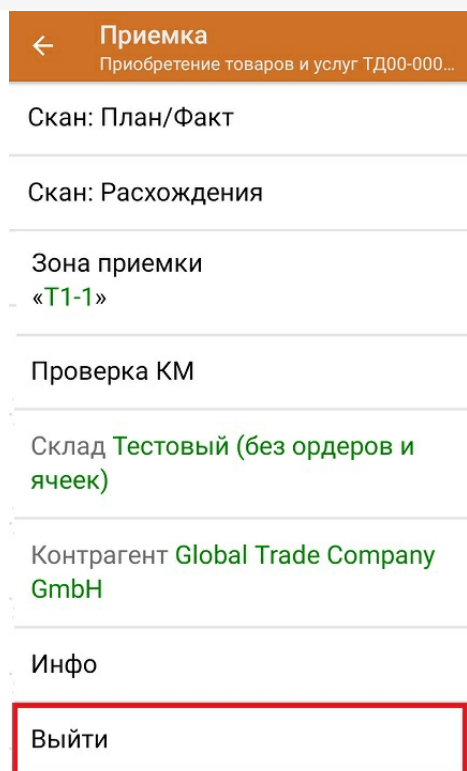 Приемка
Приобретение товаров и услуг ТД00-000...
Скан: План/Факт
Скан: Расхождения
Зона приемки
«Т1-1»
Проверка КМ
Склад Тестовый (без ордеров и
ячеек)
Контрагент Global Trade Company
GmbH
Инфо
Выйти